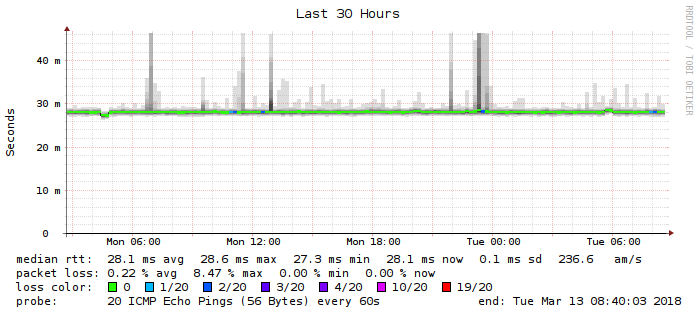 Last 30 Hours
RRDTOOL / TOBI OETIKER
Seconds
40 m
30 m
20 m
10 m
0
Mon 06:00 Mon 12:00 Mon 18:00 Tue 00:00 Tue 06:00
median rtt: 28.1 ms avg 28.6 ms max 27.3 ms min 28.1 ms now 0.1 ms sd 236.6 am/s
packet loss: 0.22 % avg 8.47 % max 0.00 % min 0.00 % now
loss color: 0 1/20 2/20 3/20 4/20 10/20 19/20
probe: 20 ICMP Echo Pings (56 Bytes) every 60s end: Tue Mar 13 08:40:03 2018